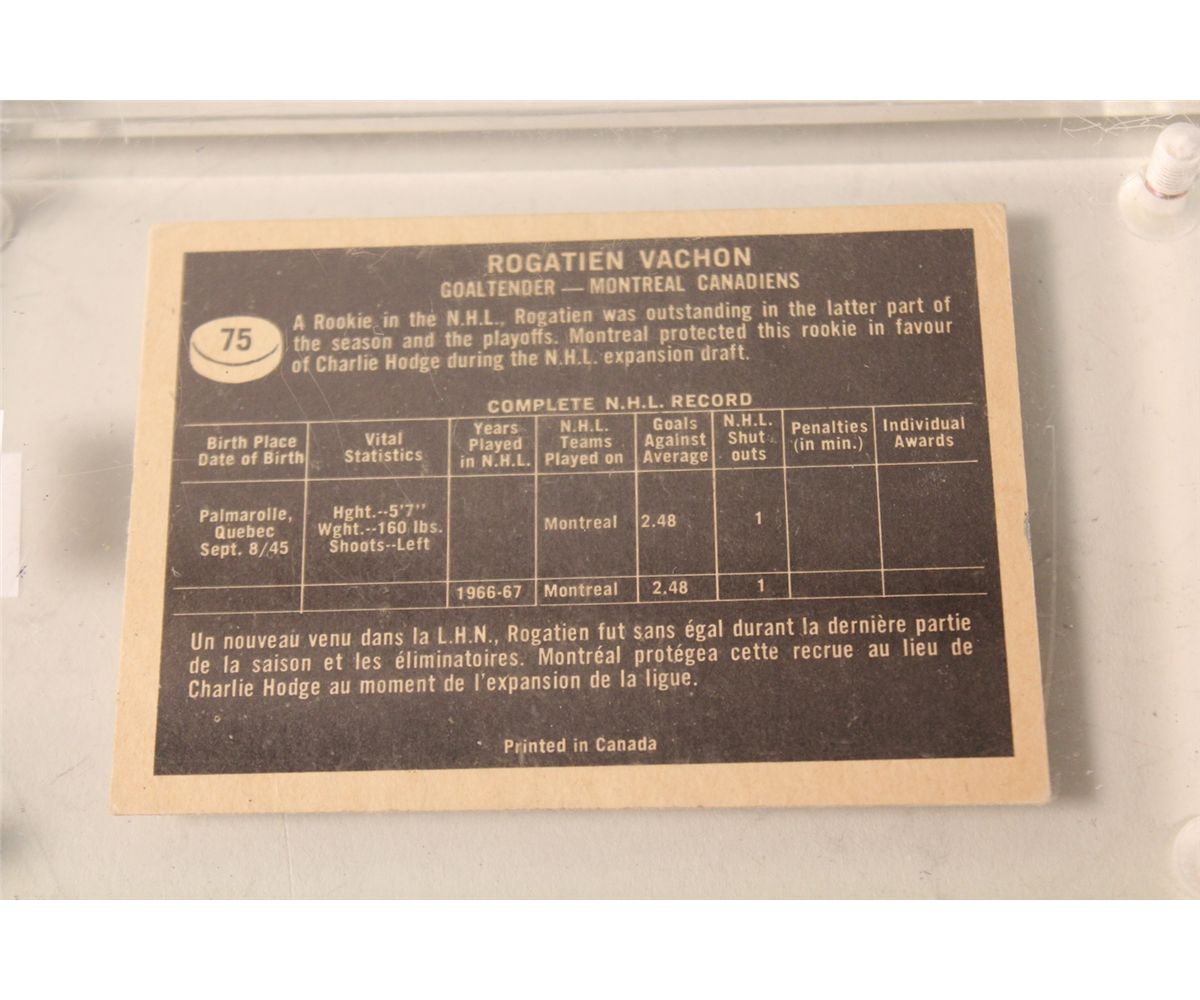 ROGATIEN VACHON
GOALTENDER — MONTREAL CANADIENS
75
A Rookie in the N.H.L., Rogatien was outstanding in the latter part of
the season and the playoffs. Montreal protected this rookie in favour
of Charlie Hodge during the N.H.L. expansion draft.
COMPLETE N.H.L. RECORD
Birth Place
Date of Birth
Vital
Statistics
Years
Played
in N.H.L.
N.H.L.
Teams
Played on
Goals
Against
Average
N.H.L.
Shut
outs
Penalties
(in min.)
Individual
Awards
Palmarolle,
Quebec
Sept. 8/45
Hght.--5'7"
Wght.--160 lbs.
Shoots--Left
Montreal
2.48
1
1966-67
Montreal
2.48
1
Un nouveau venu dans la L.H.N., Rogatien fut sans égal durant la dernière partie
de la saison et les éliminatoires. Montréal protégea cette recrue au lieu de
Charlie Hodge au moment de l'expansion de la ligue.
Printed in Canada